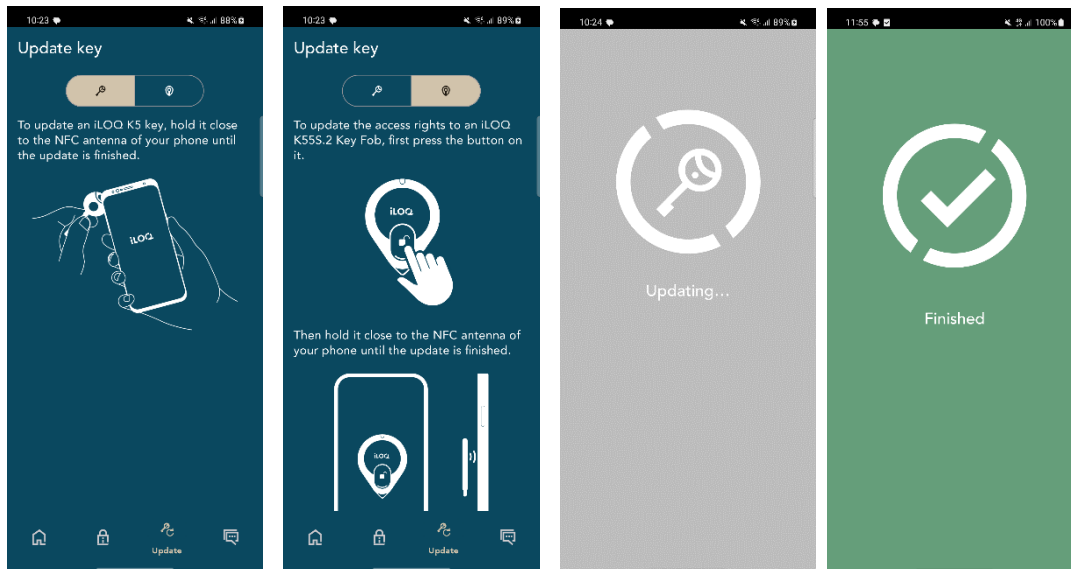 10:23
88%
Update key
To update an iLOQ K5 key, hold it close
to the NFC antenna of your phone until
the update is finished.
iLOQ
Update
10:23
89%
Update key
To update the access rights to an iLOQ
K55S.2 Key Fob, first press the button on
it.
iLOQ
Then hold it close to the NFC antenna of
your phone until the update is finished.
iLOQ
Update
10:24
89%
Updating...
11:55
100%
Finished